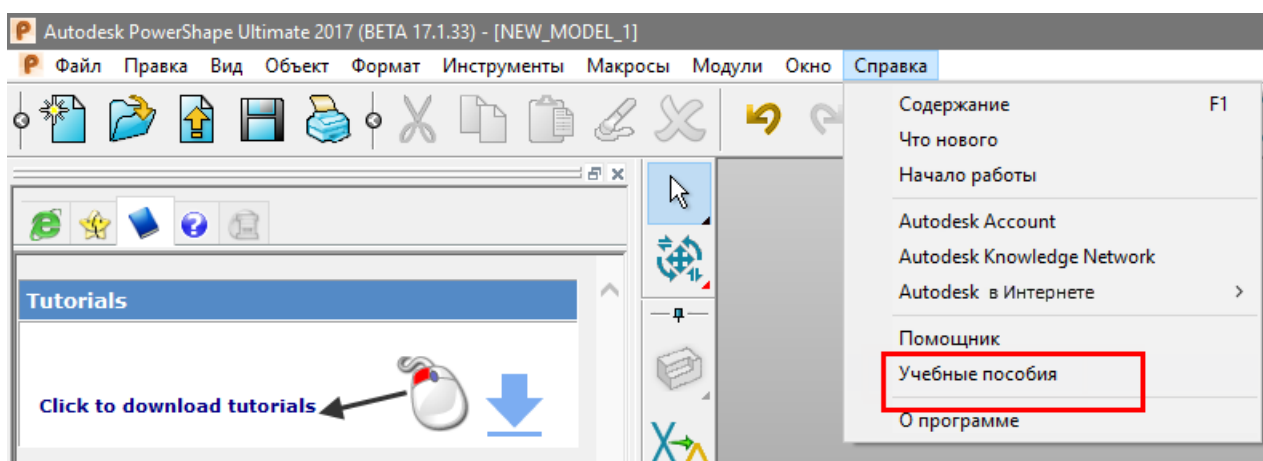 Autodesk PowerShape Ultimate 2017 (BETA 17.1.33) - [NEW_MODEL_1]
Файл Правка Вид Объект Формат Инструменты Макросы Модули Окно Справка
Содержание F1
Что нового
Начало работы
Autodesk Account
Autodesk Knowledge Network
Autodesk в Интернете
Помощник
Учебные пособия
О программе
Tutorials
Click to download tutorials